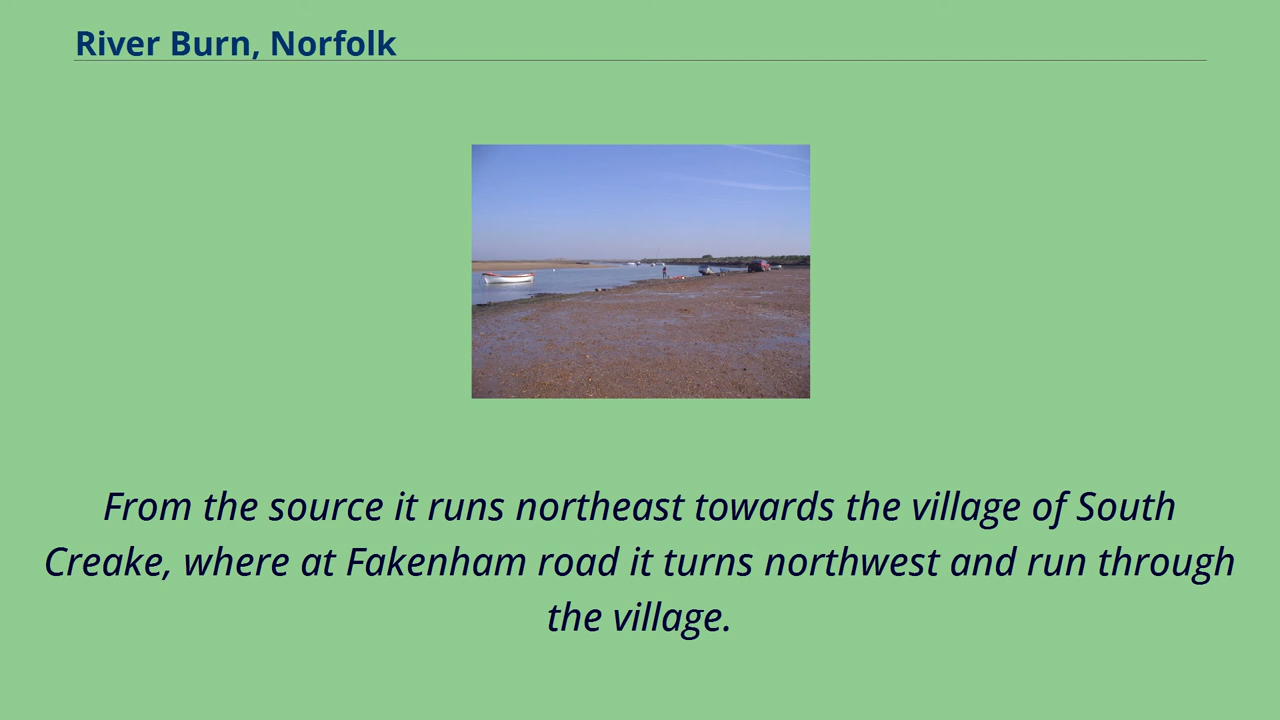 River Burn, Norfolk
From the source it runs northeast towards the village of South
Creake, where at Fakenham road it turns northwest and run through
the village.